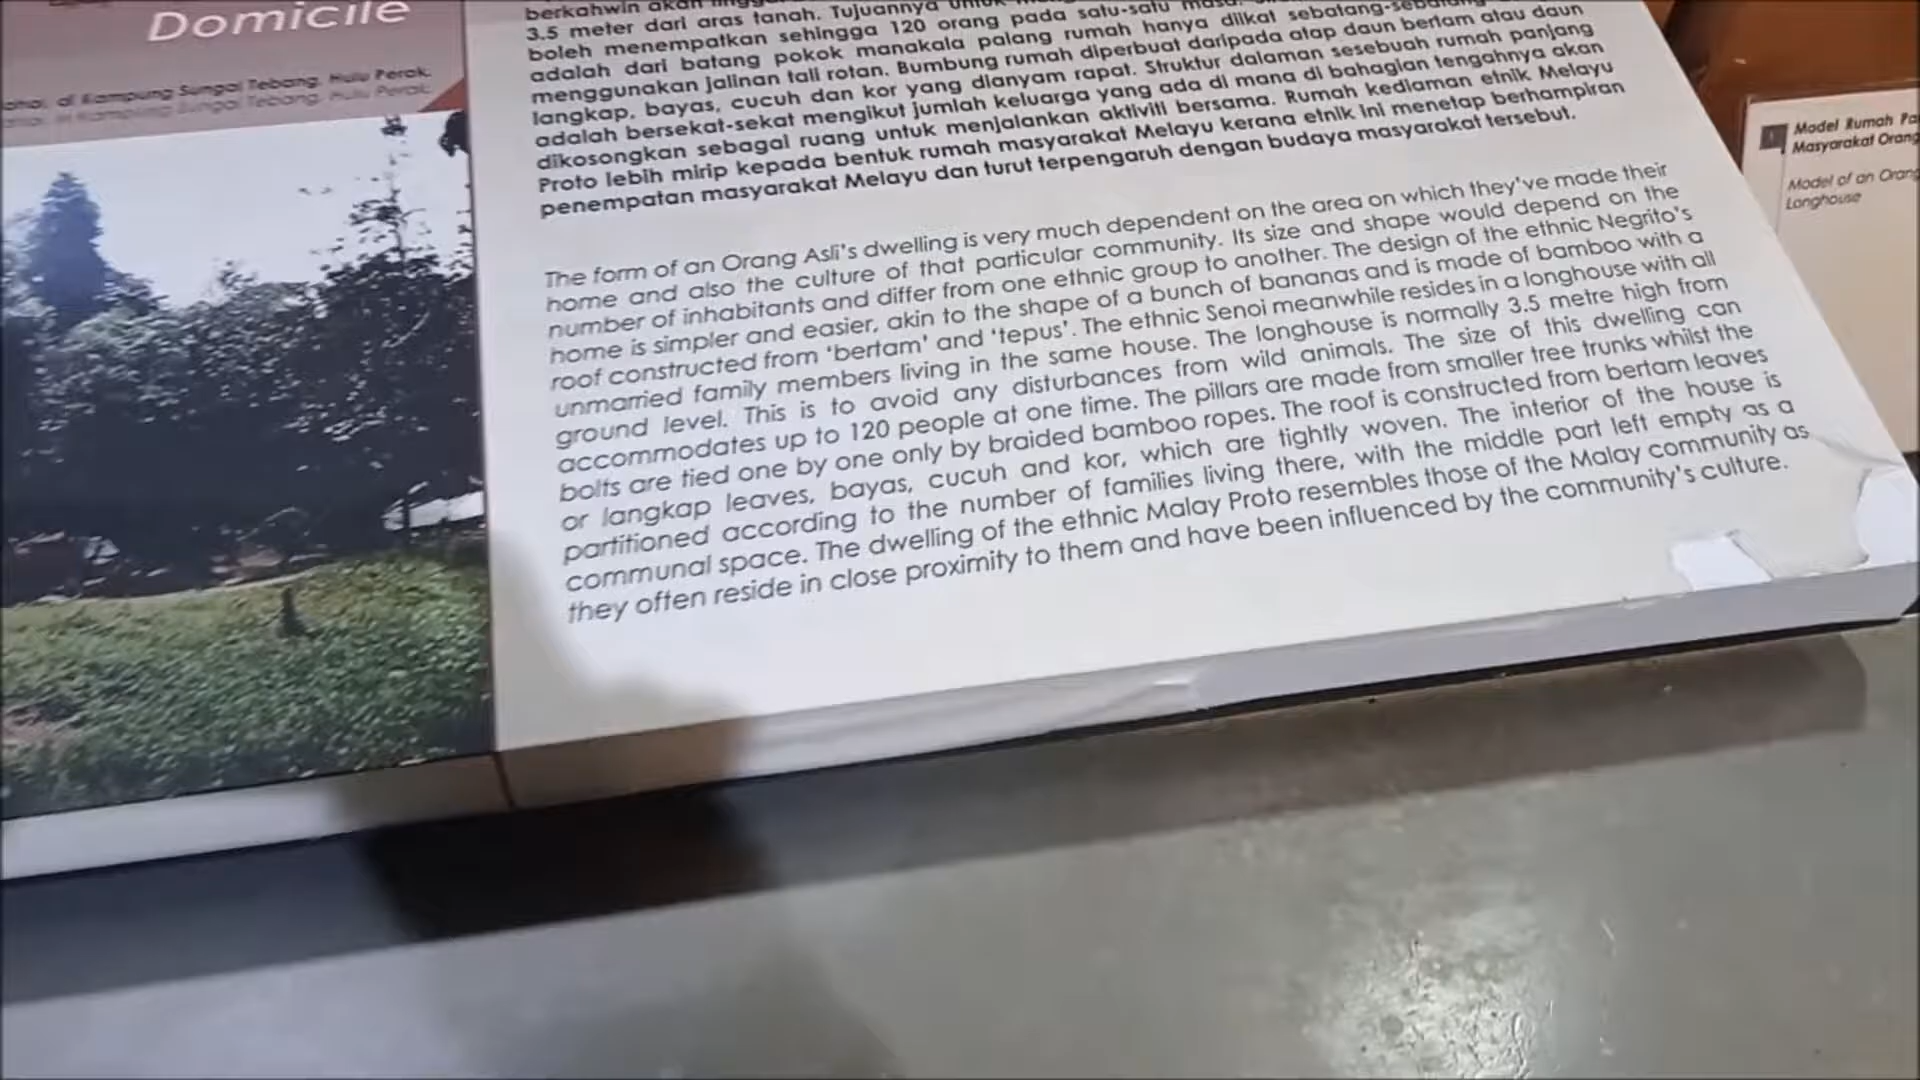 Domicile
di Kampung Sungai Tebang, Hulu Perak.
berkahwin akan
3.5 meter dari aras tanah. Tujuannya
boleh menempatkan sehingga 120 orang pada satu-satu masa.
adalah dari batang pokok manakala palang rumah hanya diikat sebatang-sebatang
menggunakan jalinan tali rotan. Bumbung rumah diperbuat daripada atap daun bertam atau daun
langkap, bayas, cucuh dan kor yang dianyam rapat. Struktur dalaman sesebuah rumah panjang
adalah bersekat-sekat mengikut jumlah keluarga yang ada di mana di bahagian tengahnya akan
dikosongkan sebagai ruang untuk menjalankan aktiviti bersama. Rumah kediaman etnik Melayu
Proto lebih mirip kepada bentuk rumah masyarakat Melayu kerana etnik ini menetap berhampiran
penempatan masyarakat Melayu dan turut terpengaruh dengan budaya masyarakat tersebut.
The form of an Orang Asli's dwelling is very much dependent on the area on which they've made their
home and also the culture of that particular community. Its size and shape would depend on the
number of inhabitants and differ from one ethnic group to another. The design of the ethnic Negrito's
home is simpler and easier, akin to the shape of a bunch of bananas and is made of bamboo with a
roof constructed from 'bertam' and 'tepus'. The ethnic Senoi meanwhile resides in a longhouse with all
unmarried family members living in the same house. The longhouse is normally 3.5 metre high from
ground level. This is to avoid any disturbances from wild animals. The size of this dwelling can
accommodates up to 120 people at one time. The pillars are made from smaller tree trunks whilst the
bolts are tied one by one only by braided bamboo ropes. The roof is constructed from bertam leaves
or langkap leaves, bayas, cucuh and kor, which are tightly woven. The interior of the house is
partitioned according to the number of families living there, with the middle part left empty as a
communal space. The dwelling of the ethnic Malay Proto resembles those of the Malay community as
they often reside in close proximity to them and have been influenced by the community's culture.
Model Rumah
Masyarakat Orang
Model of an Orang
Longhouse